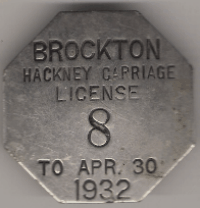 BROCKTON
HACKNEY CARRIAGE
LICENSE
8
TO APR. 30
1932